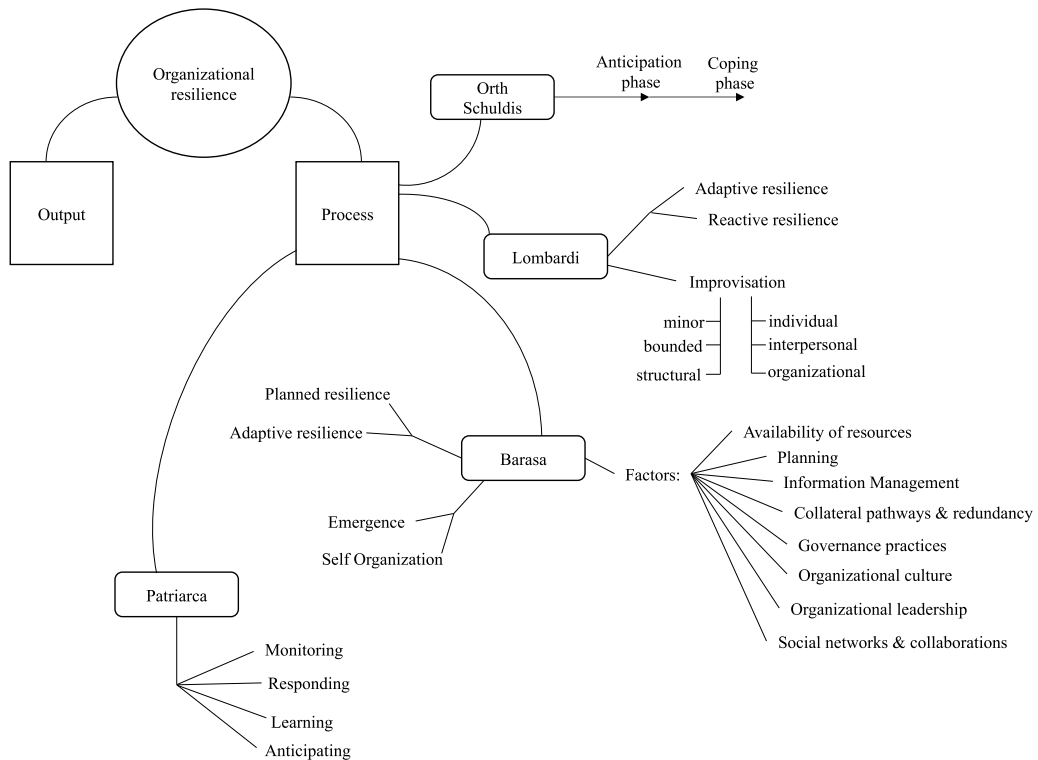 Organizational
resilience
Output
Process
Orth
Schuldis
Anticipation
phase
Coping
phase
Lombardi
Adaptive resilience
Reactive resilience
Improvisation
minor
bounded
structural
individual
interpersonal
organizational
Barasa
Planned resilience
Adaptive resilience
Emergence
Self Organization
Factors:
Availability of resources
Planning
Information Management
Collateral pathways & redundancy
Governance practices
Organizational culture
Organizational leadership
Social networks & collaborations
Patriarca
Monitoring
Responding
Learning
Anticipating